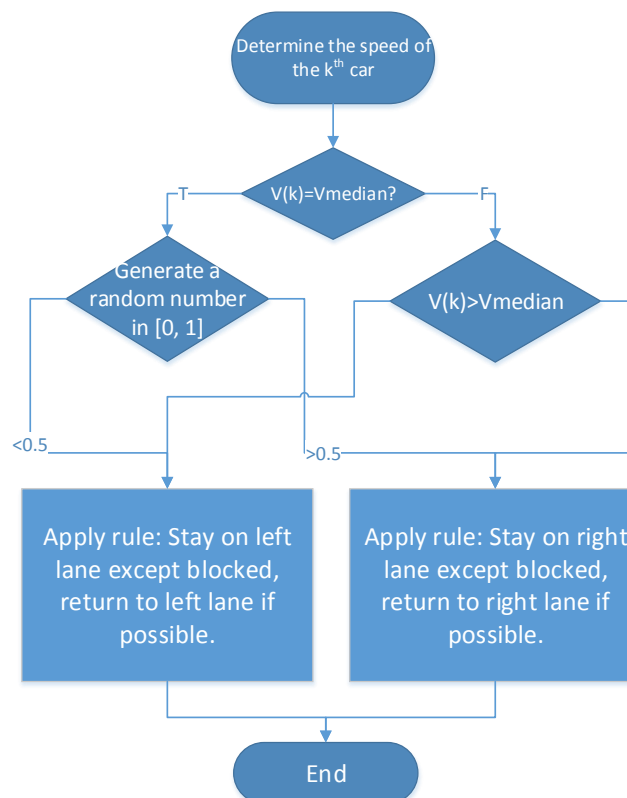 Determine the speed of
the kth car
V(k)=Vmedian?
T
F
Generate a
random number
in [0, 1]
V(k)>Vmedian
<0.5
>0.5
Apply rule: Stay on left
lane except blocked,
return to left lane if
possible.
Apply rule: Stay on right
lane except blocked,
return to right lane if
possible.
End